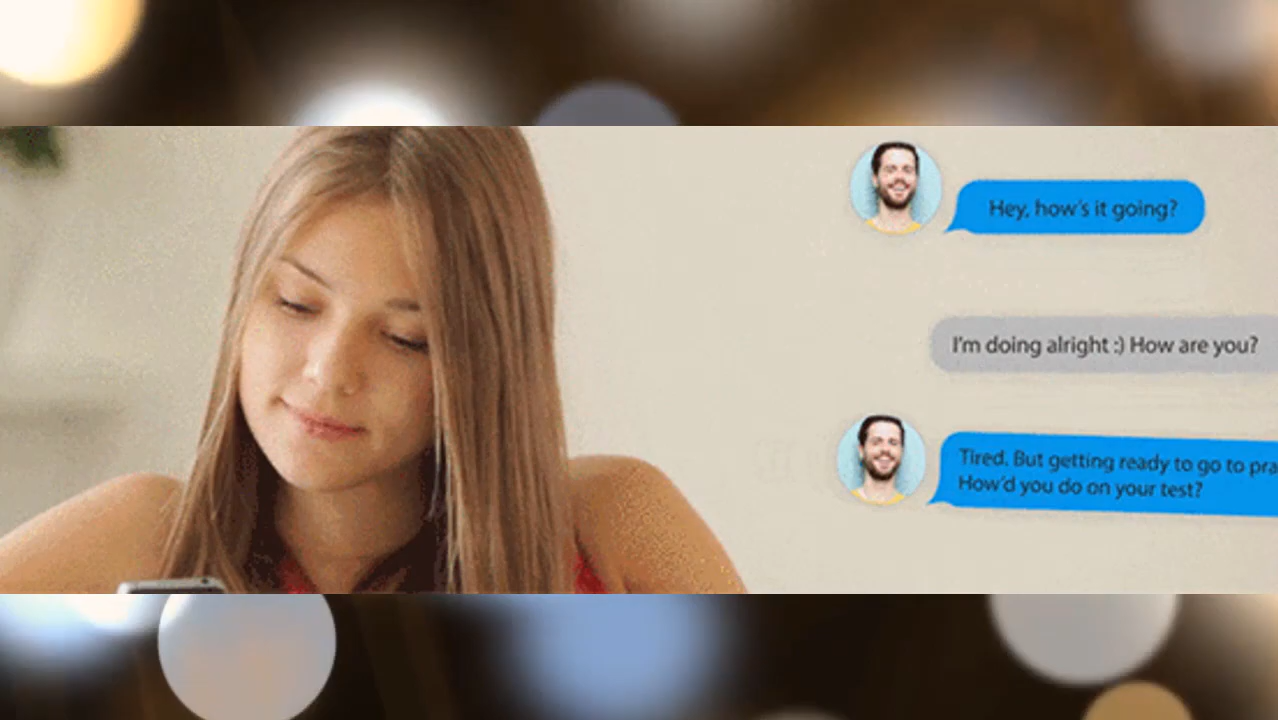 Hey, how's it going?
I'm doing alright :) How are you?
Tired. But getting ready to go to
How'd you do on your test?